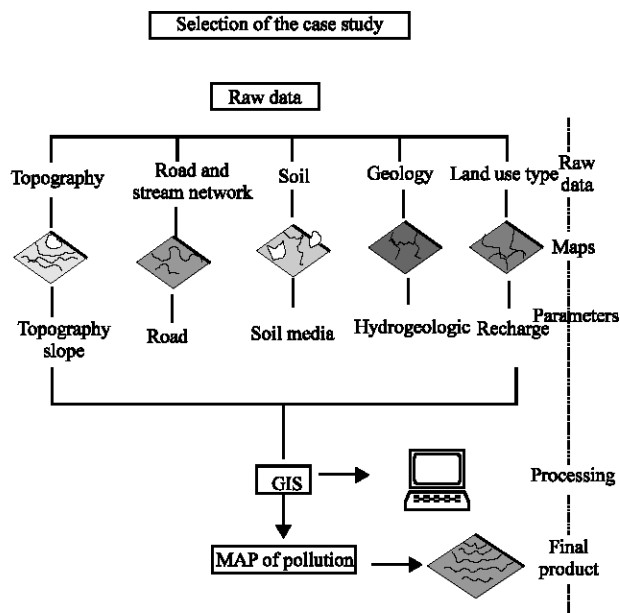 Selection of the case study
Raw data
Topography
Road and
stream network
Soil
Geology
Land use type
Raw
data
Maps
Topography
slope
Road
Soil media
Hydrogeologic
Recharge
Parameters
GIS
Processing
MAP of pollution
Final
product